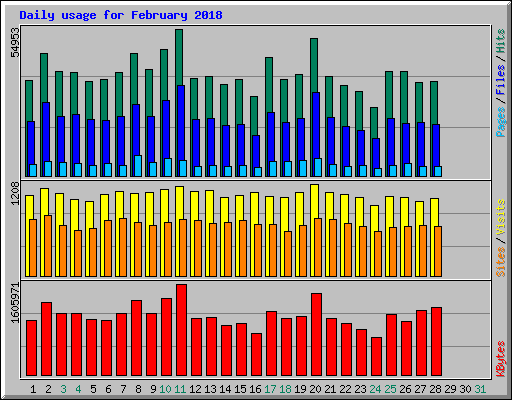 Daily usage for February 2018
54953
Pages / Files / Hits
1208
Sites / Visits
1605971
KBytes
1 2 3 4 5 6 7 8 9 10 11 12 13 14 15 16 17 18 19 20 21 22 23 24 25 26 27 28 29 30 31